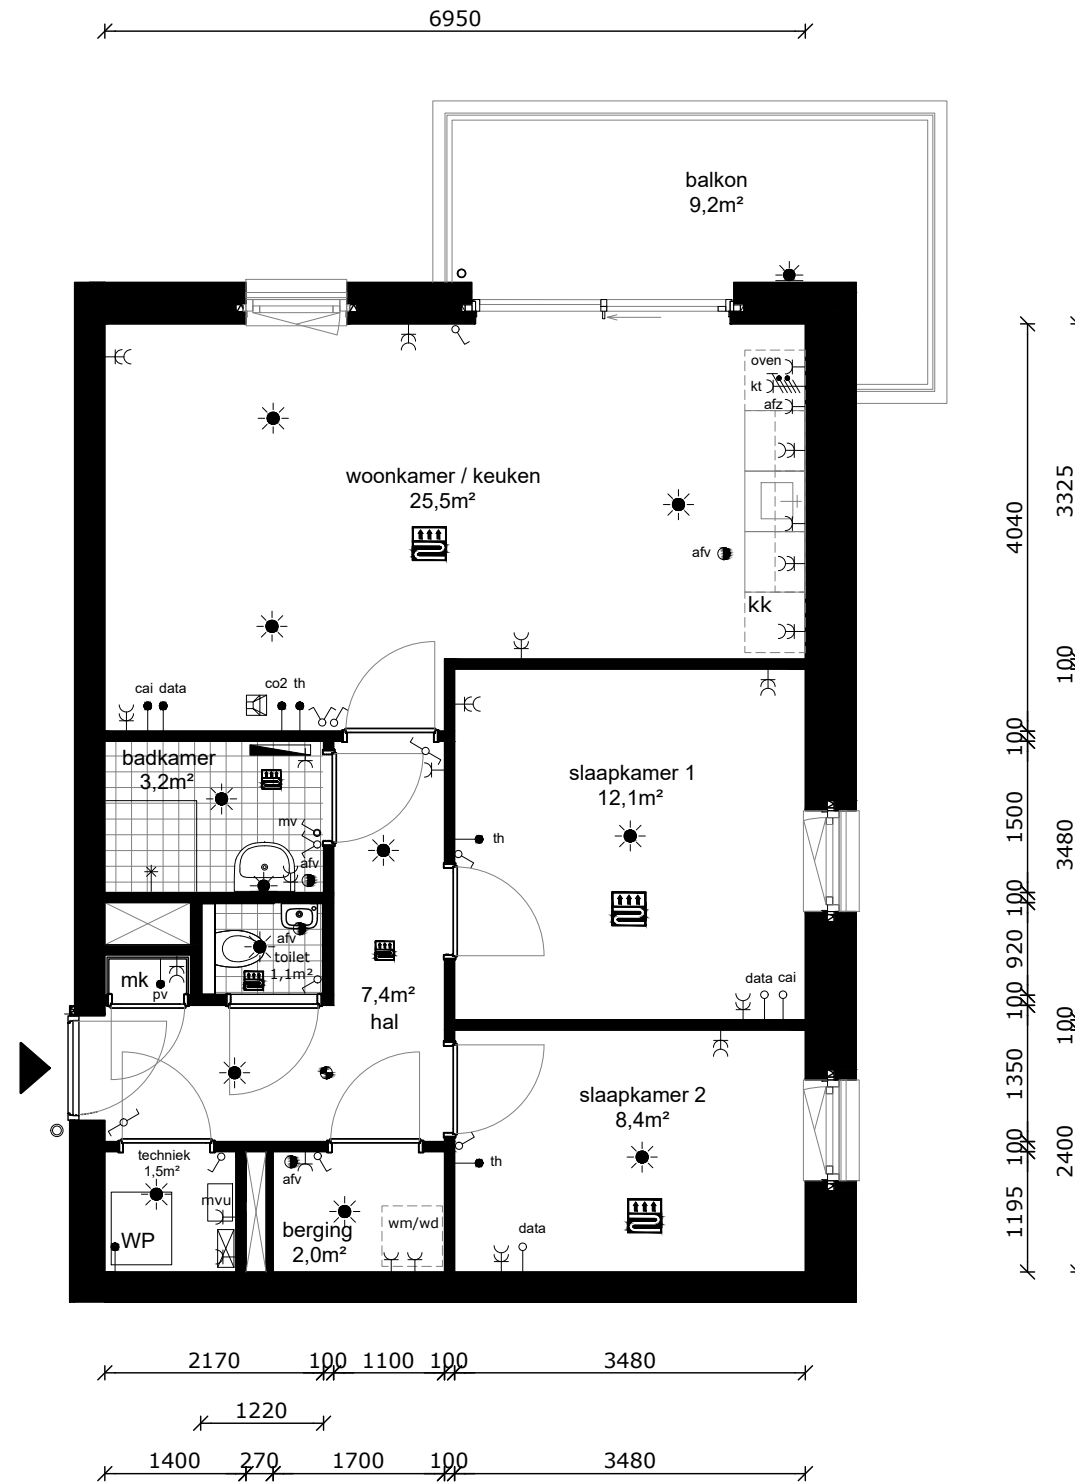 6950
balkon
9,2m²
oven
kt
afz
woonkamer / keuken
25,5m²
afv
kk
cai data
co2 th
badkamer
3,2m²
mv
afv
slaapkamer 1
12,1m²
th
data cai
afv
toilet
1,1m²
mk
pv
7,4m²
hal
slaapkamer 2
8,4m²
th
data
techniek
1,5m²
mvu
WP
afv
berging
2,0m²
wm/wd
4040
100
1500
100
920
100
1350
100
1195
3325
100
3480
100
2400
2170 100 1100 100 3480
1220
1400 270 1700 100 3480